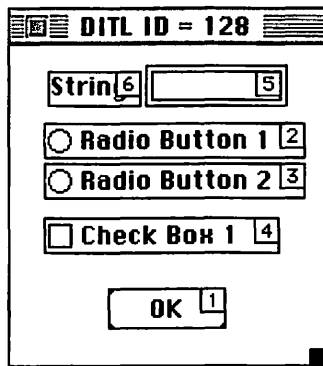 DITL ID = 128
String 6 5
Radio Button 1 2
Radio Button 2 3
Check Box 1 4
OK 1